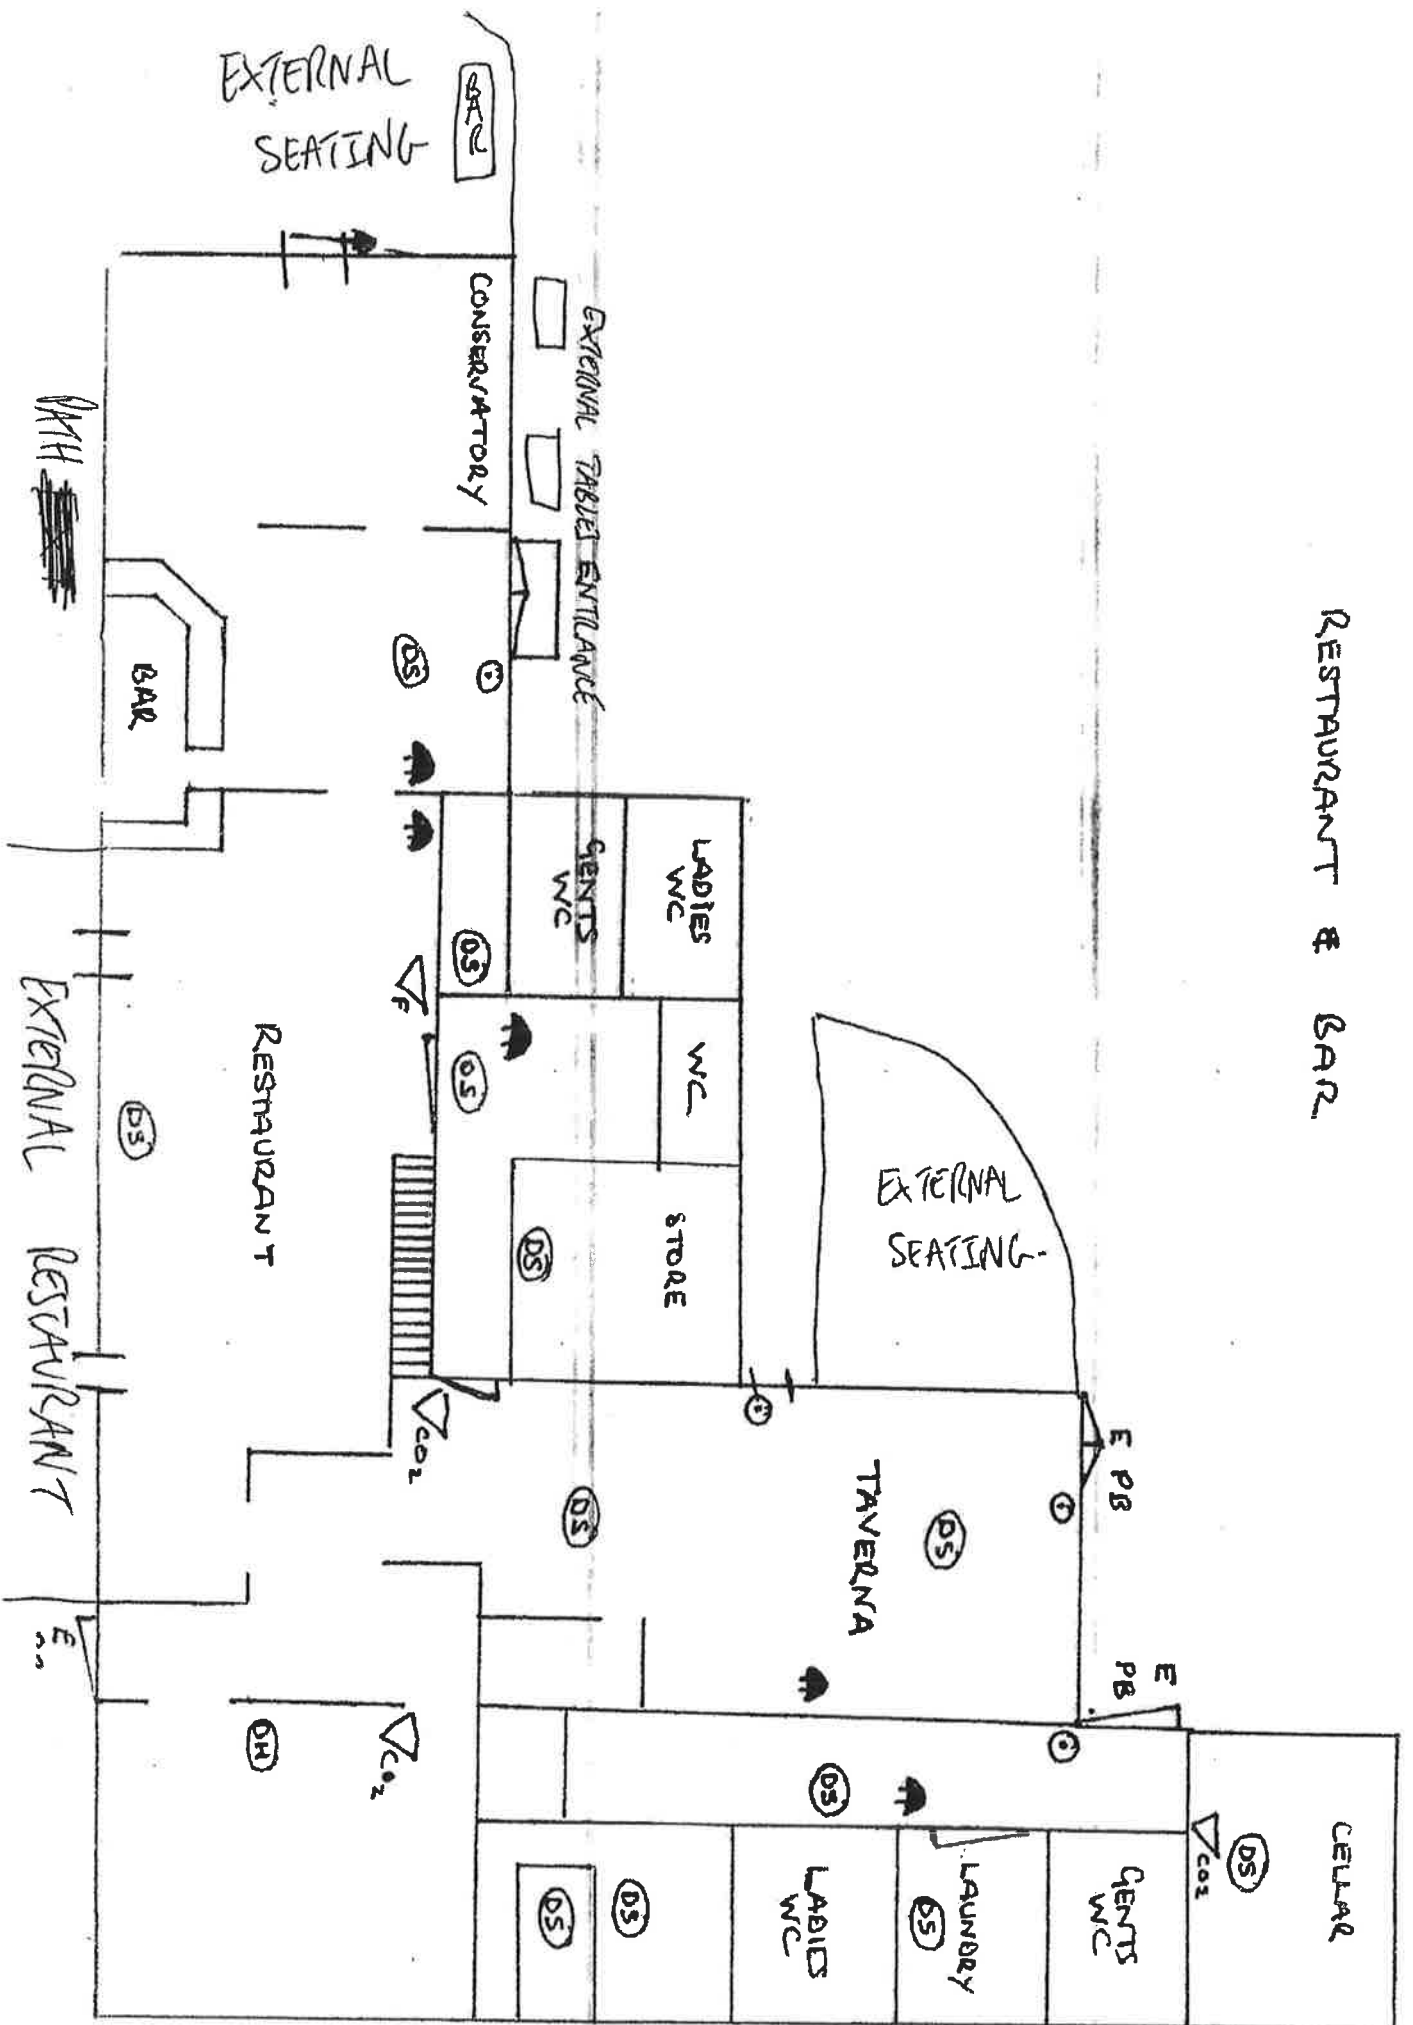 RESTAURANT & BAR
EXTERNAL
SEATING
BAR
EXTERNAL TABLES ENTRANCE
CONSERVATORY
PATH
BAR
DS
LADIES
WC
GENTS
WC
DS
F
WC
DS
STORE
DS
RESTAURANT
DS
EXTERNAL RESTAURANT
EXTERNAL
SEATING
CO2
E PB
TAVERNA
DS
DS
E
PB
E
CO2
DH
DS
CELLAR
DS
CO2
GENTS
WC
LAUNDRY
DS
LADIES
WC
DS
DS